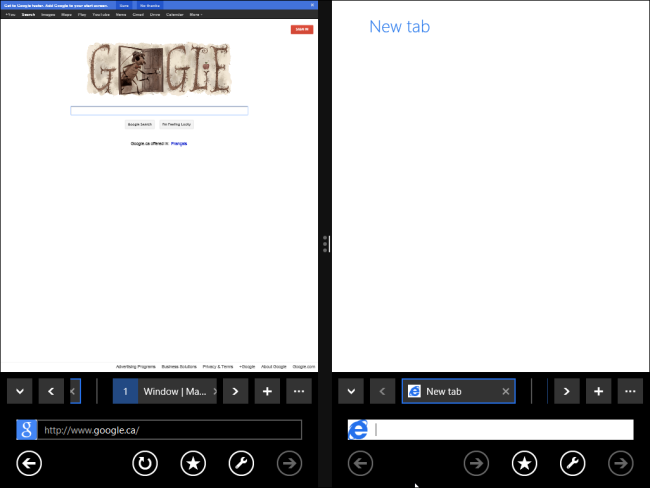 Get to Google faster. Add Google to your start screen. Sure No thanks
+You Search Images Maps Play YouTube News Gmail Drive Calendar More
SIGN IN
GOOGLE
Google Search I'm Feeling Lucky
Google.ca offered in: Français
Advertising Programs Business Solutions Privacy & Terms +Google About Google Google.com
1 Window | Ma...
http://www.google.ca/
New tab
New tab